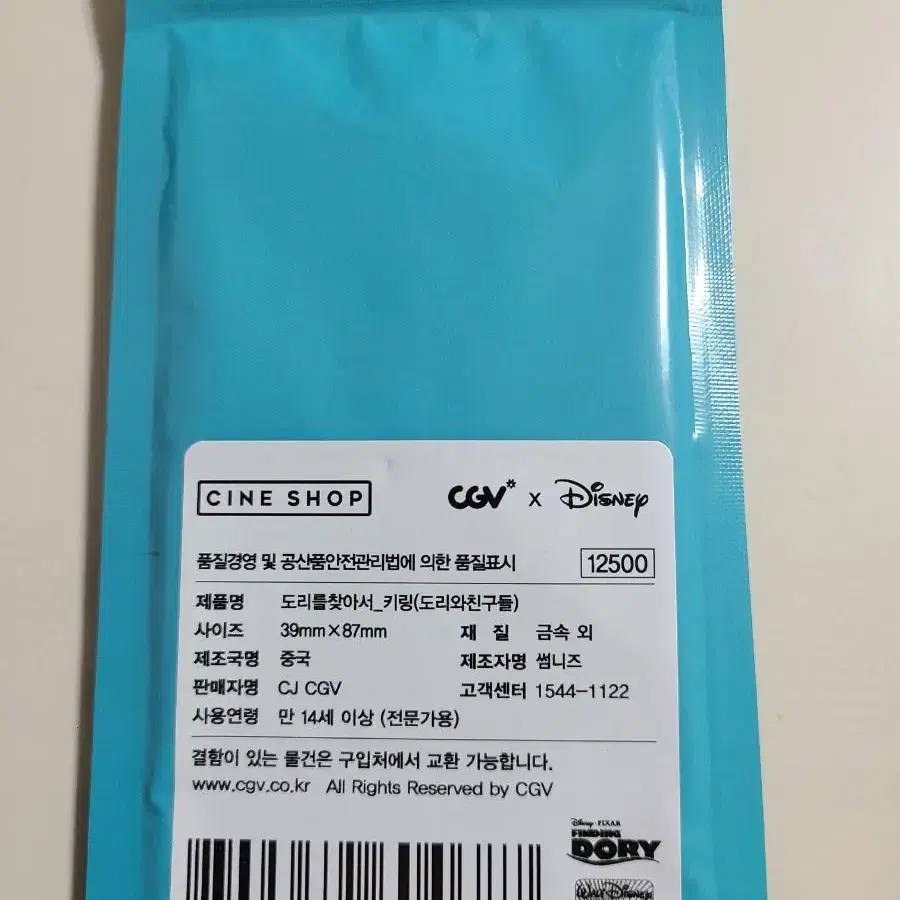 CINE SHOP CGV* x Disney
품질경영 및 공산품안전관리법에 의한 품질표시 12500
제품명 도리를찾아서_키링(도리와친구들)
사이즈 39mm×87mm 재 질 금속 외
제조국명 중국 제조자명 썸니즈
판매자명 CJ CGV 고객센터 1544-1122
사용연령 만 14세 이상 (전문가용)
결함이 있는 물건은 구입처에서 교환 가능합니다.
www.cgv.co.kr All Rights Reserved by CGV
Disney·PIXAR
FINDING
DORY
WALT DISNEY